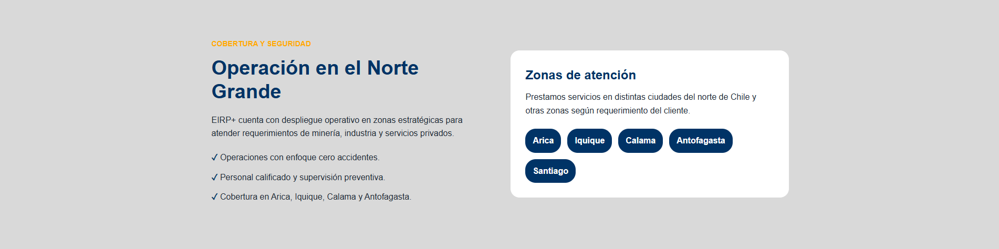 COBERTURA Y SEGURIDAD
Operación en el Norte
Grande
EIRP+ cuenta con despliegue operativo en zonas estratégicas para
atender requerimientos de minería, industria y servicios privados.
✓ Operaciones con enfoque cero accidentes.
✓ Personal calificado y supervisión preventiva.
✓ Cobertura en Arica, Iquique, Calama y Antofagasta.
Zonas de atención
Prestamos servicios en distintas ciudades del norte de Chile y
otras zonas según requerimiento del cliente.
Arica Iquique Calama Antofagasta
Santiago